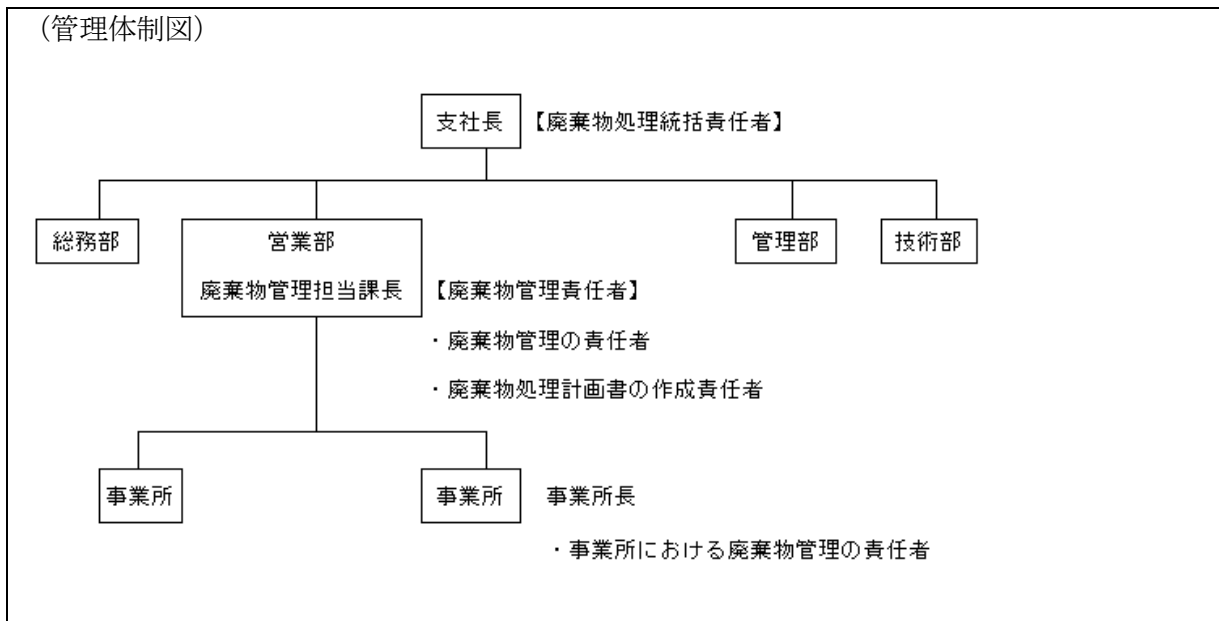 （管理体制図）
支社長 【廃棄物処理統括責任者】
総務部 営業部 管理部 技術部
廃棄物管理担当課長 【廃棄物管理責任者】
・廃棄物管理の責任者
・廃棄物処理計画書の作成責任者
事業所 事業所 事業所長
・事業所における廃棄物管理の責任者